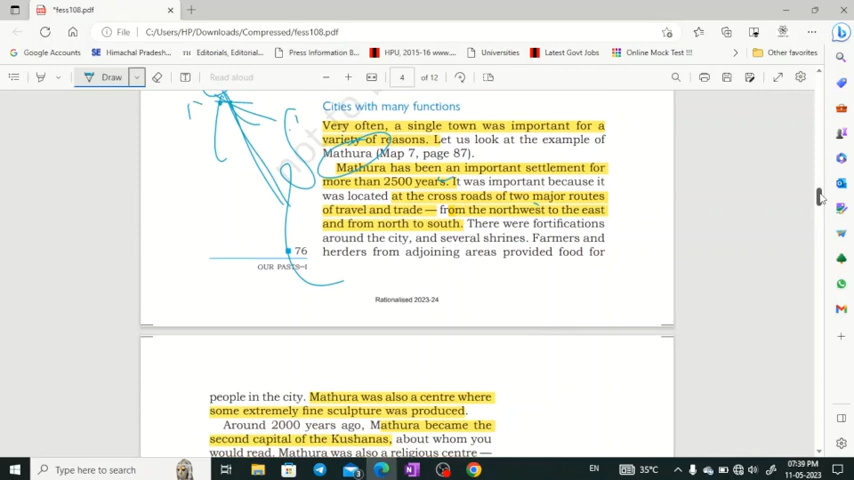 *fess108.pdf
File
C:/Users/HP/Downloads/Compressed/fess108.pdf
Google Accounts
Himachal Pradesh...
TH Editorials, Editorial...
Press Information B...
HPU, 2015-16 www....
Universities
Latest Govt Jobs
Online Mock Test !!!
Other favorites
Draw
Read aloud
4 of 12
Cities with many functions
Very often, a single town was important for a
variety of reasons. Let us look at the example of
Mathura (Map 7, page 87).
Mathura has been an important settlement for
more than 2500 years. It was important because it
was located at the cross roads of two major routes
of travel and trade — from the northwest to the east
and from north to south. There were fortifications
around the city, and several shrines. Farmers and
herders from adjoining areas provided food for
76
OUR PASTS–I
Rationalised 2023-24
people in the city. Mathura was also a centre where
some extremely fine sculpture was produced.
Around 2000 years ago, Mathura became the
second capital of the Kushanas, about whom you
would read. Mathura was also a religious centre —
Type here to search
EN
35°C
07:39 PM
11-05-2023